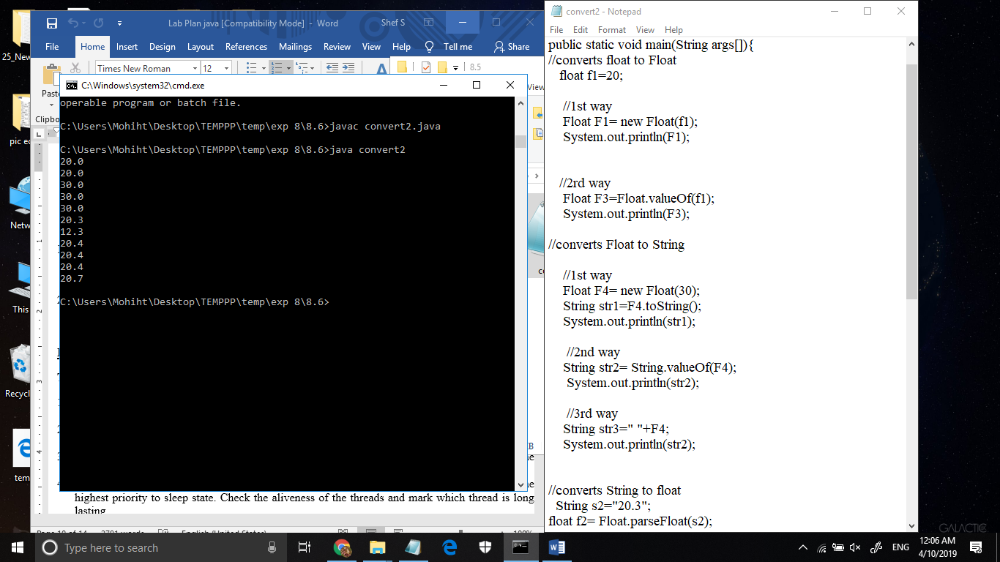 25_New
pic ec
Netw
This
Recycl
tem
Lab Plan java [Compatibility Mode] - Word
Shef S
File Home Insert Design Layout References Mailings Review View Help Tell me Share
Times New Roman 12
Paste
Clipbo
8.5
View
C:\Windows\system32\cmd.exe
operable program or batch file.
C:\Users\Mohiht\Desktop\TEMPPP\temp\exp 8\8.6>javac convert2.java
C:\Users\Mohiht\Desktop\TEMPPP\temp\exp 8\8.6>java convert2
20.0
20.0
30.0
30.0
30.0
20.3
12.3
20.4
20.4
20.4
20.7
C:\Users\Mohiht\Desktop\TEMPPP\temp\exp 8\8.6>
highest priority to sleep state. Check the aliveness of the threads and mark which thread is long
lasting
convert2 - Notepad
File Edit Format View Help
public static void main(String args[]){
//converts float to Float
float f1=20;
//1st way
Float F1= new Float(f1);
System.out.println(F1);
//2rd way
Float F3=Float.valueOf(f1);
System.out.println(F3);
//converts Float to String
//1st way
Float F4= new Float(30);
String str1=F4.toString();
System.out.println(str1);
//2nd way
String str2= String.valueOf(F4);
System.out.println(str2);
//3rd way
String str3=" "+F4;
System.out.println(str2);
//converts String to float
String s2="20.3";
float f2= Float.parseFloat(s2);
GALACTIC
Type here to search
ENG
12:06 AM
4/10/2019